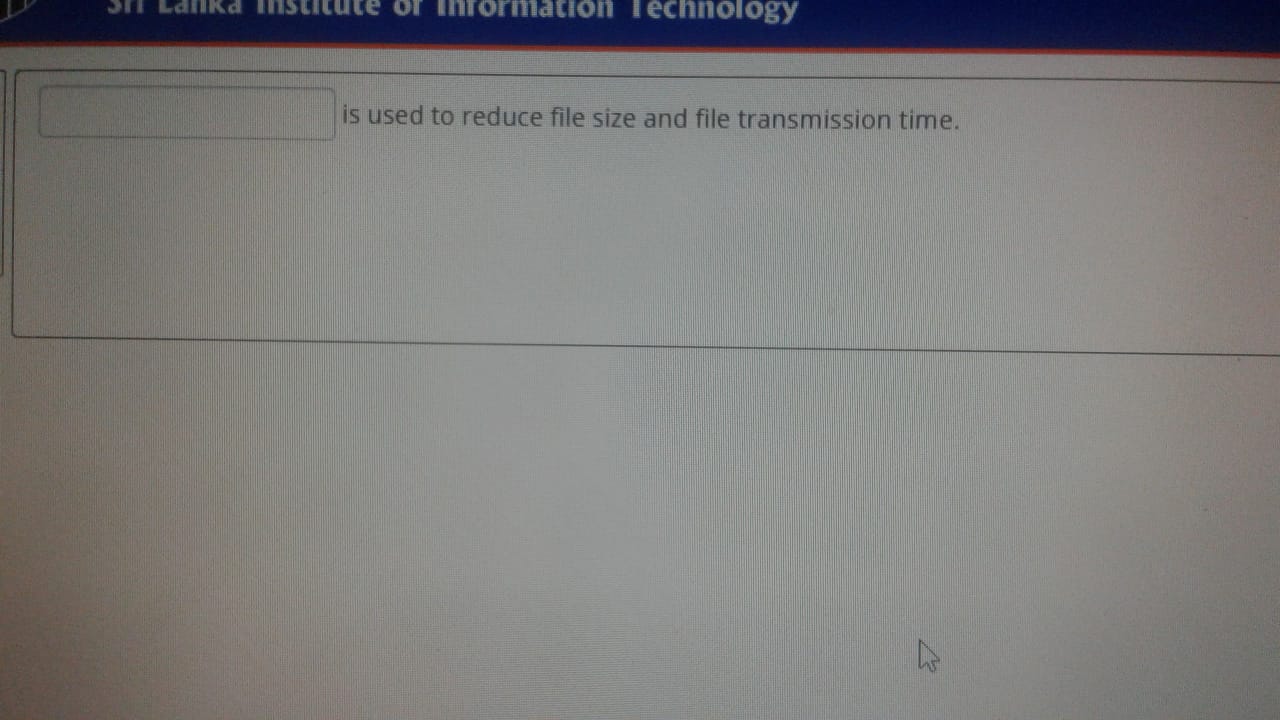 Sri Lanka Institute of Information Technology
is used to reduce file size and file transmission time.